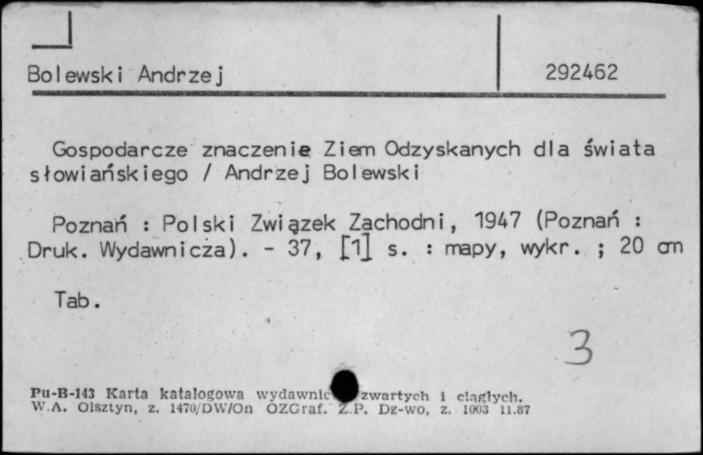 Bolewski Andrzej 292462
Gospodarcze znaczenie Ziem Odzyskanych dla świata
słowiańskiego / Andrzej Bolewski
Poznań : Polski Związek Zachodni, 1947 (Poznań :
Druk. Wydawnicza). - 37, [1] s. : mapy, wykr. ; 20 cm
Tab.
3
Pu-B-143 Karta katalogowa wydawnic zwartych i ciągłych.
W.A. Olsztyn, z. 1470/DW/On OZGraf. Z.P. Dz-wo, z. 1003 11.87